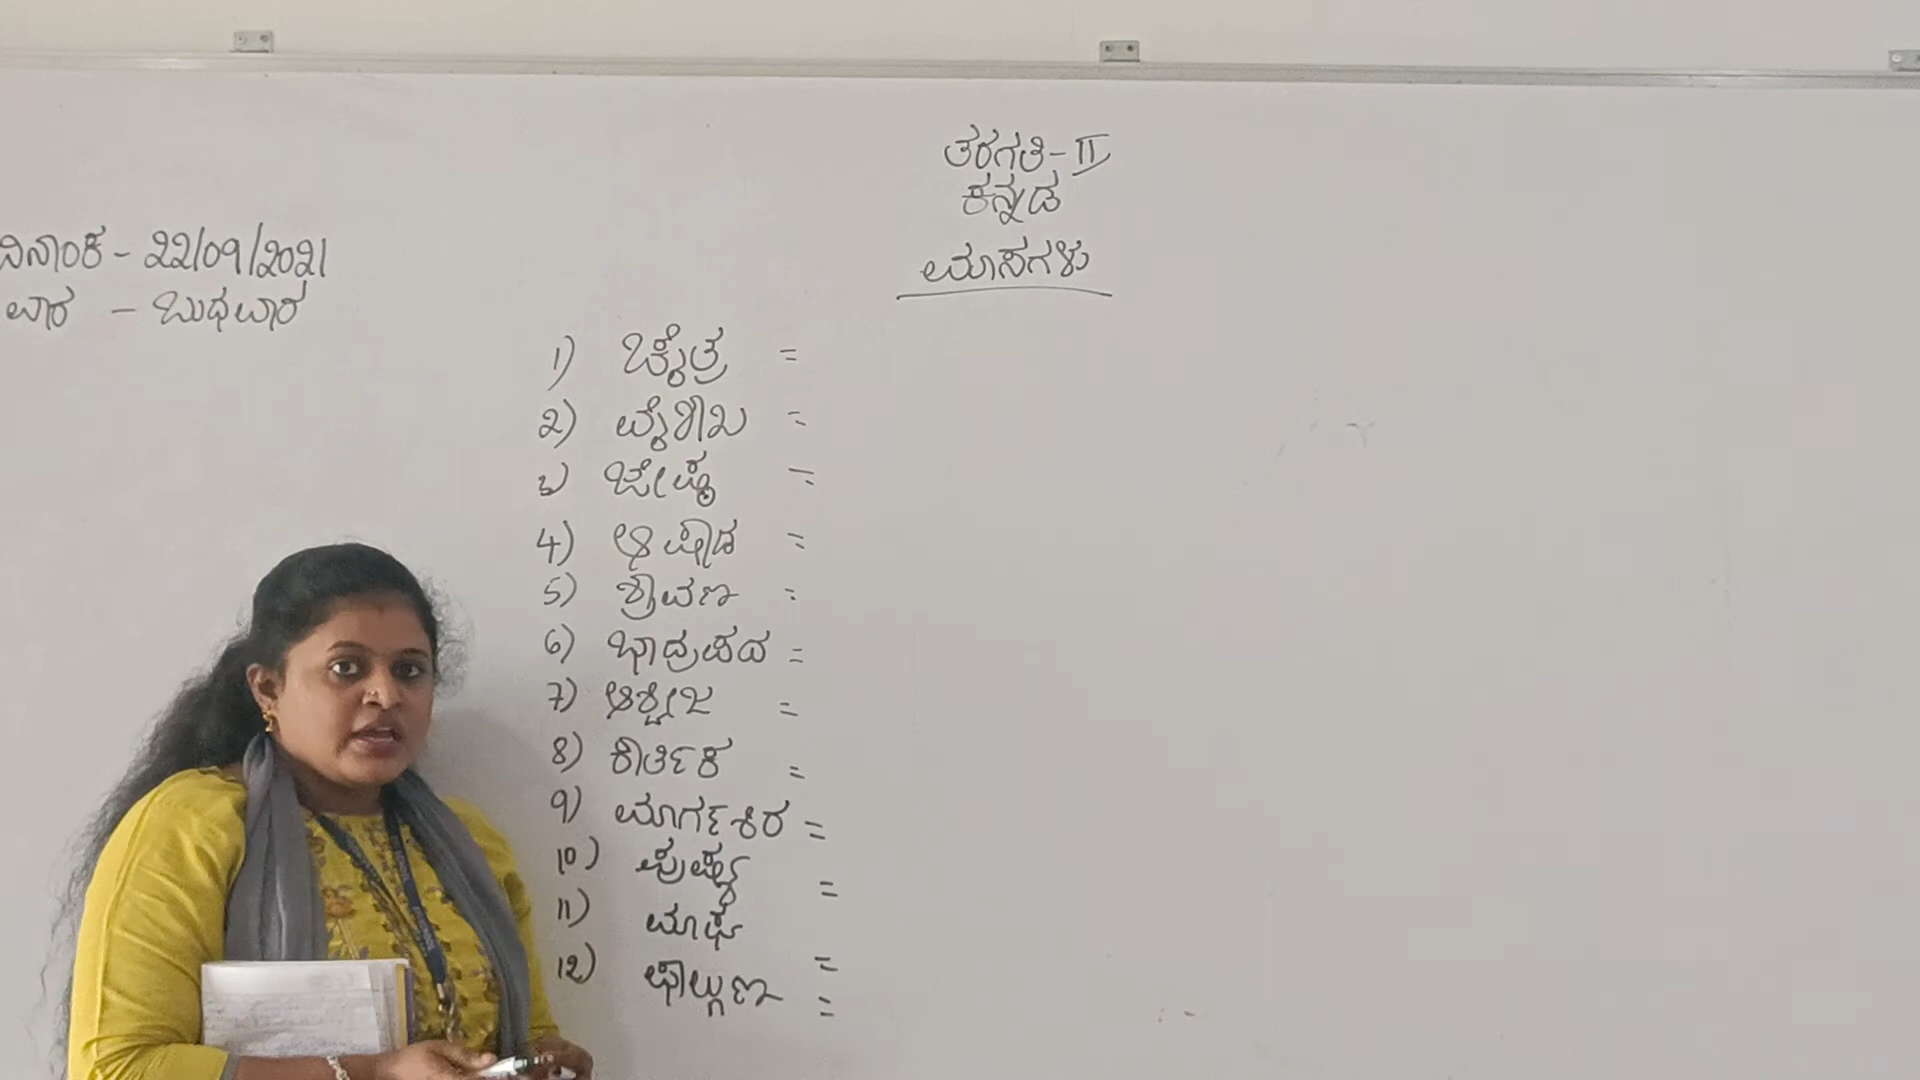 ತರಗತಿ-II
ಕನ್ನಡ
ಮಾಸಗಳು
ದಿನಾಂಕ - 22/09/2021
ವಾರ - ಬುಧವಾರ
1) ಚೈತ್ರ =
2) ವೈಶಾಖ =
3) ಜೇಷ್ಠ =
4) ಆಷಾಡ =
5) ಶ್ರಾವಣ =
6) ಭಾದ್ರಪದ =
7) ಆಶ್ವೀಜ =
8) ಕಾರ್ತಿಕ =
9) ಮಾರ್ಗಶಿರ =
10) ಪುಷ್ಯ =
11) ಮಾಘ =
12) ಫಾಲ್ಗುಣ =